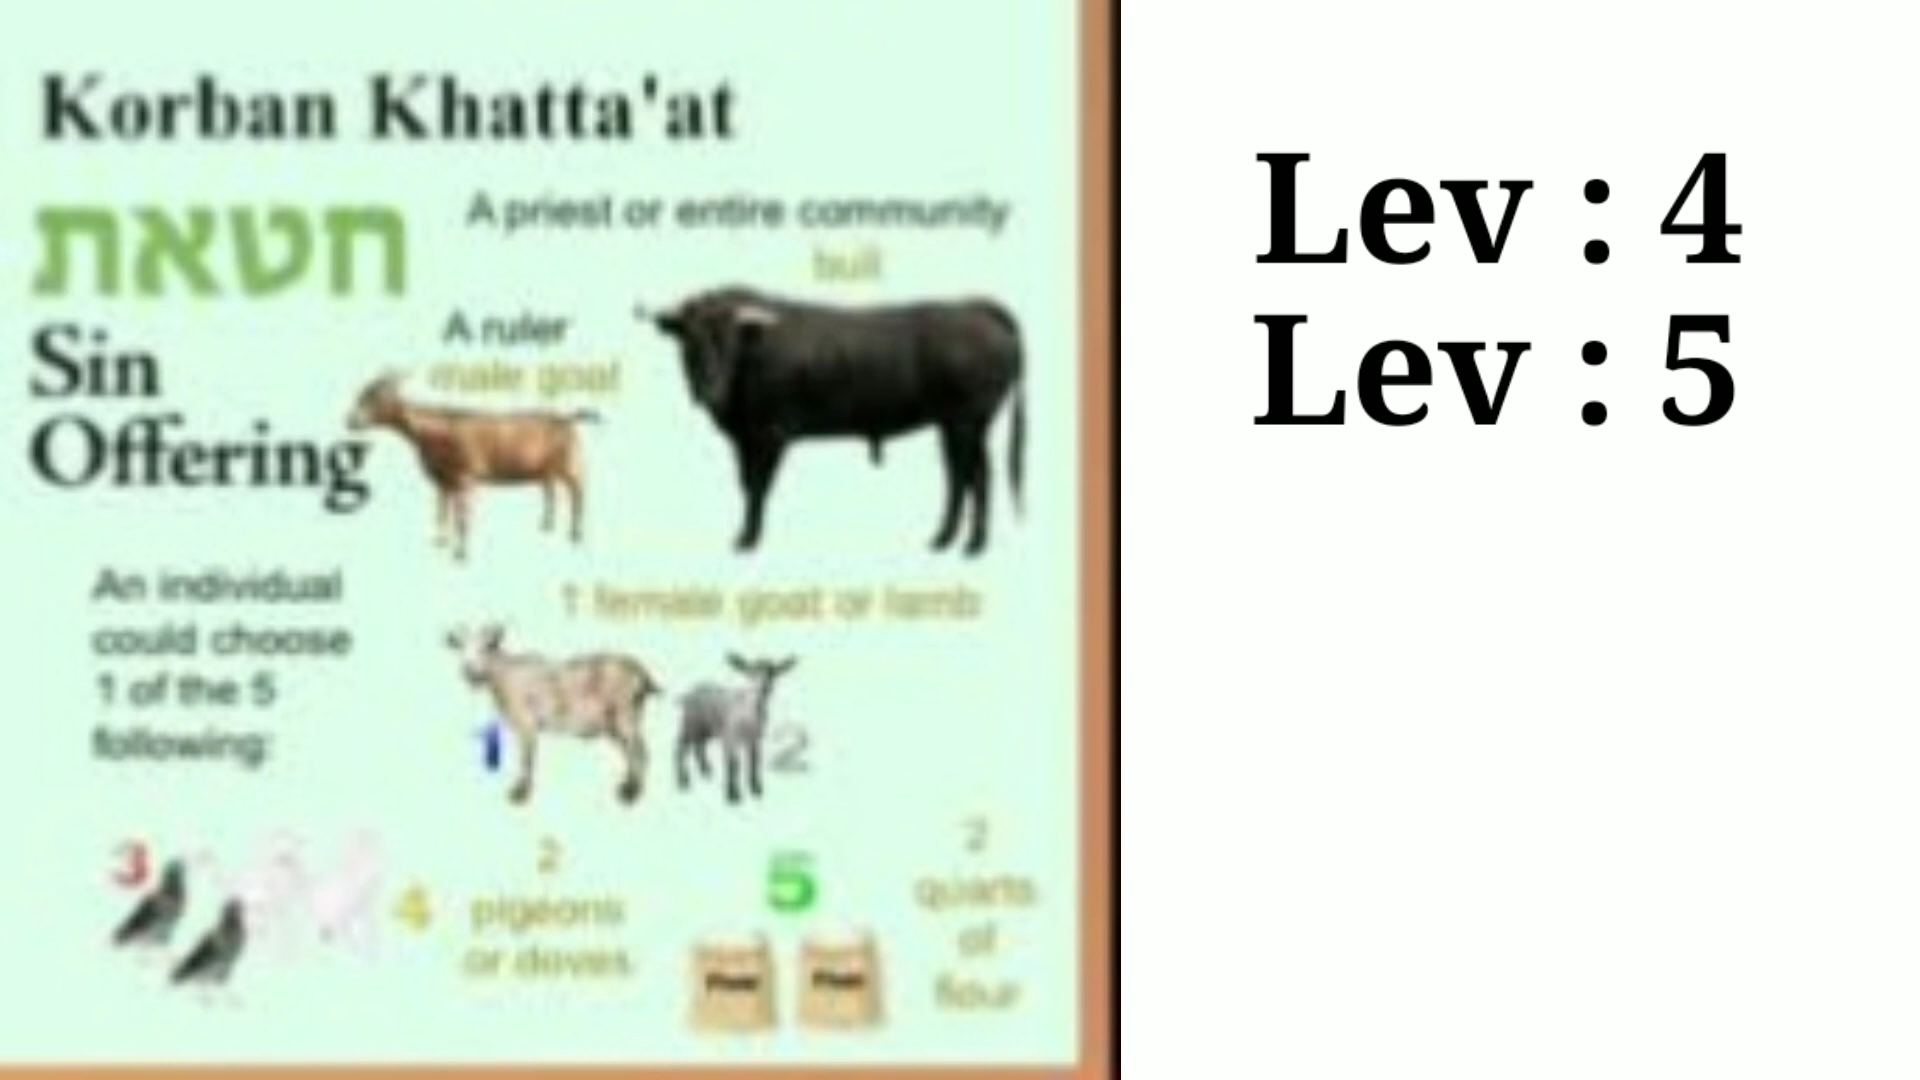 Korban Khatta'at
חטאת
A priest or entire community
bull
A ruler
male goat
Sin
Offering
An individual
could choose
1 of the 5
following:
1 female goat or lamb
1
2
3
4
2
pigeons
or doves
5
2
quarts
of
flour
Flour
Flour
Lev : 4
Lev : 5